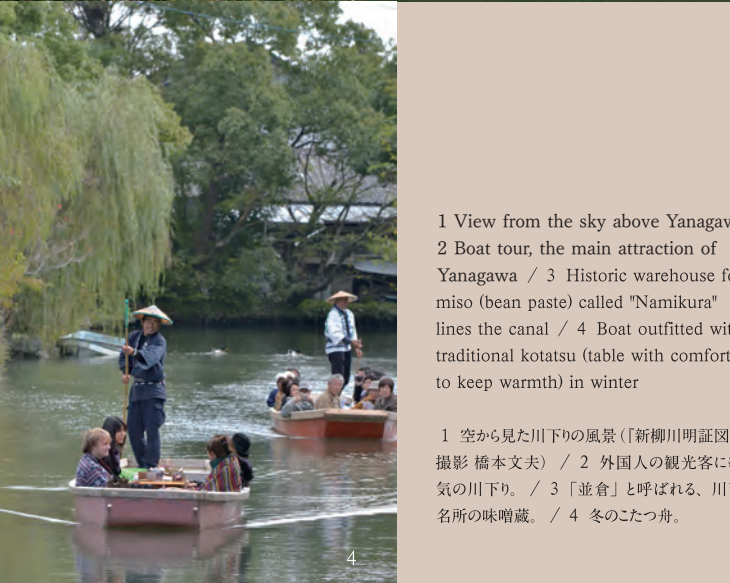 4
1 View from the sky above
2 Boat tour, the main attraction of
Yanagawa / 3 Historic warehouse
miso (bean paste) called "Namikura"
lines the canal / 4 Boat outfitted
traditional kotatsu (table with
to keep warmth) in winter
1 空から見た川下りの風景(『新柳川明証図
撮影 橋本文夫) / 2 外国人の観光客に
気の川下り。 / 3 「並倉」と呼ばれる、川下
名所の味噌蔵。 / 4 冬のこたつ舟。